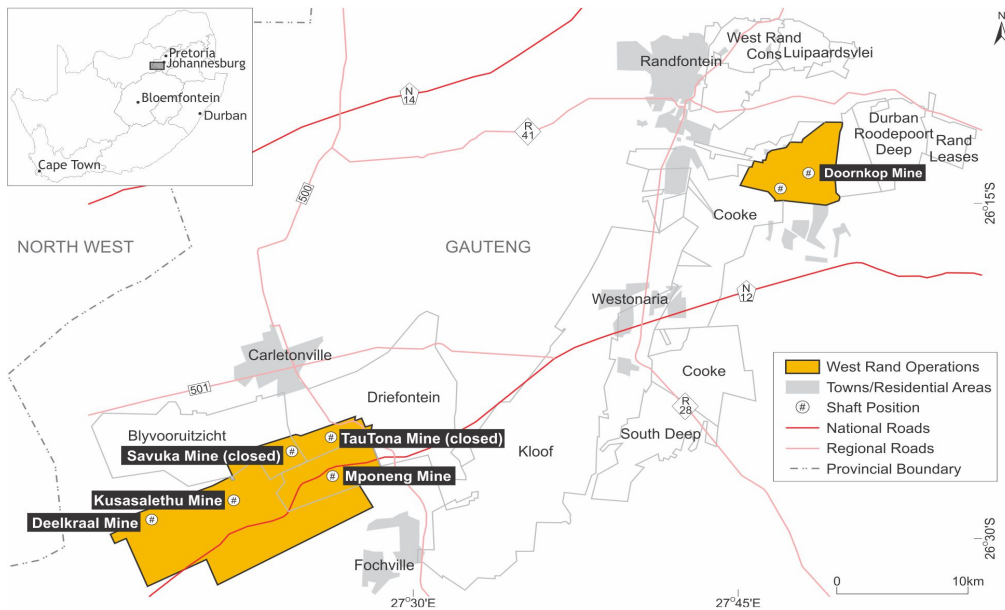 Pretoria
Johannesburg
Bloemfontein
Durban
Cape Town
N
N
14
R
41
500
Randfontein
West Rand
Cons
Luipaardsvlei
Durban
Roodepoort
Deep
Rand
Leases
Doornkop Mine
#
#
Cooke
26°15'S
NORTH WEST
GAUTENG
N
12
Westonaria
Carletonville
501
Driefontein
Cooke
R
28
Blyvooruitzicht
TauTona Mine (closed)
#
Savuka Mine (closed)
#
Kloof
South Deep
Mponeng Mine
#
Kusasalethu Mine
#
Deelkraal Mine
#
Fochville
West Rand Operations
Towns/Residential Areas
# Shaft Position
National Roads
Regional Roads
Provincial Boundary
26°30'S
0 10km
27°30'E
27°45'E